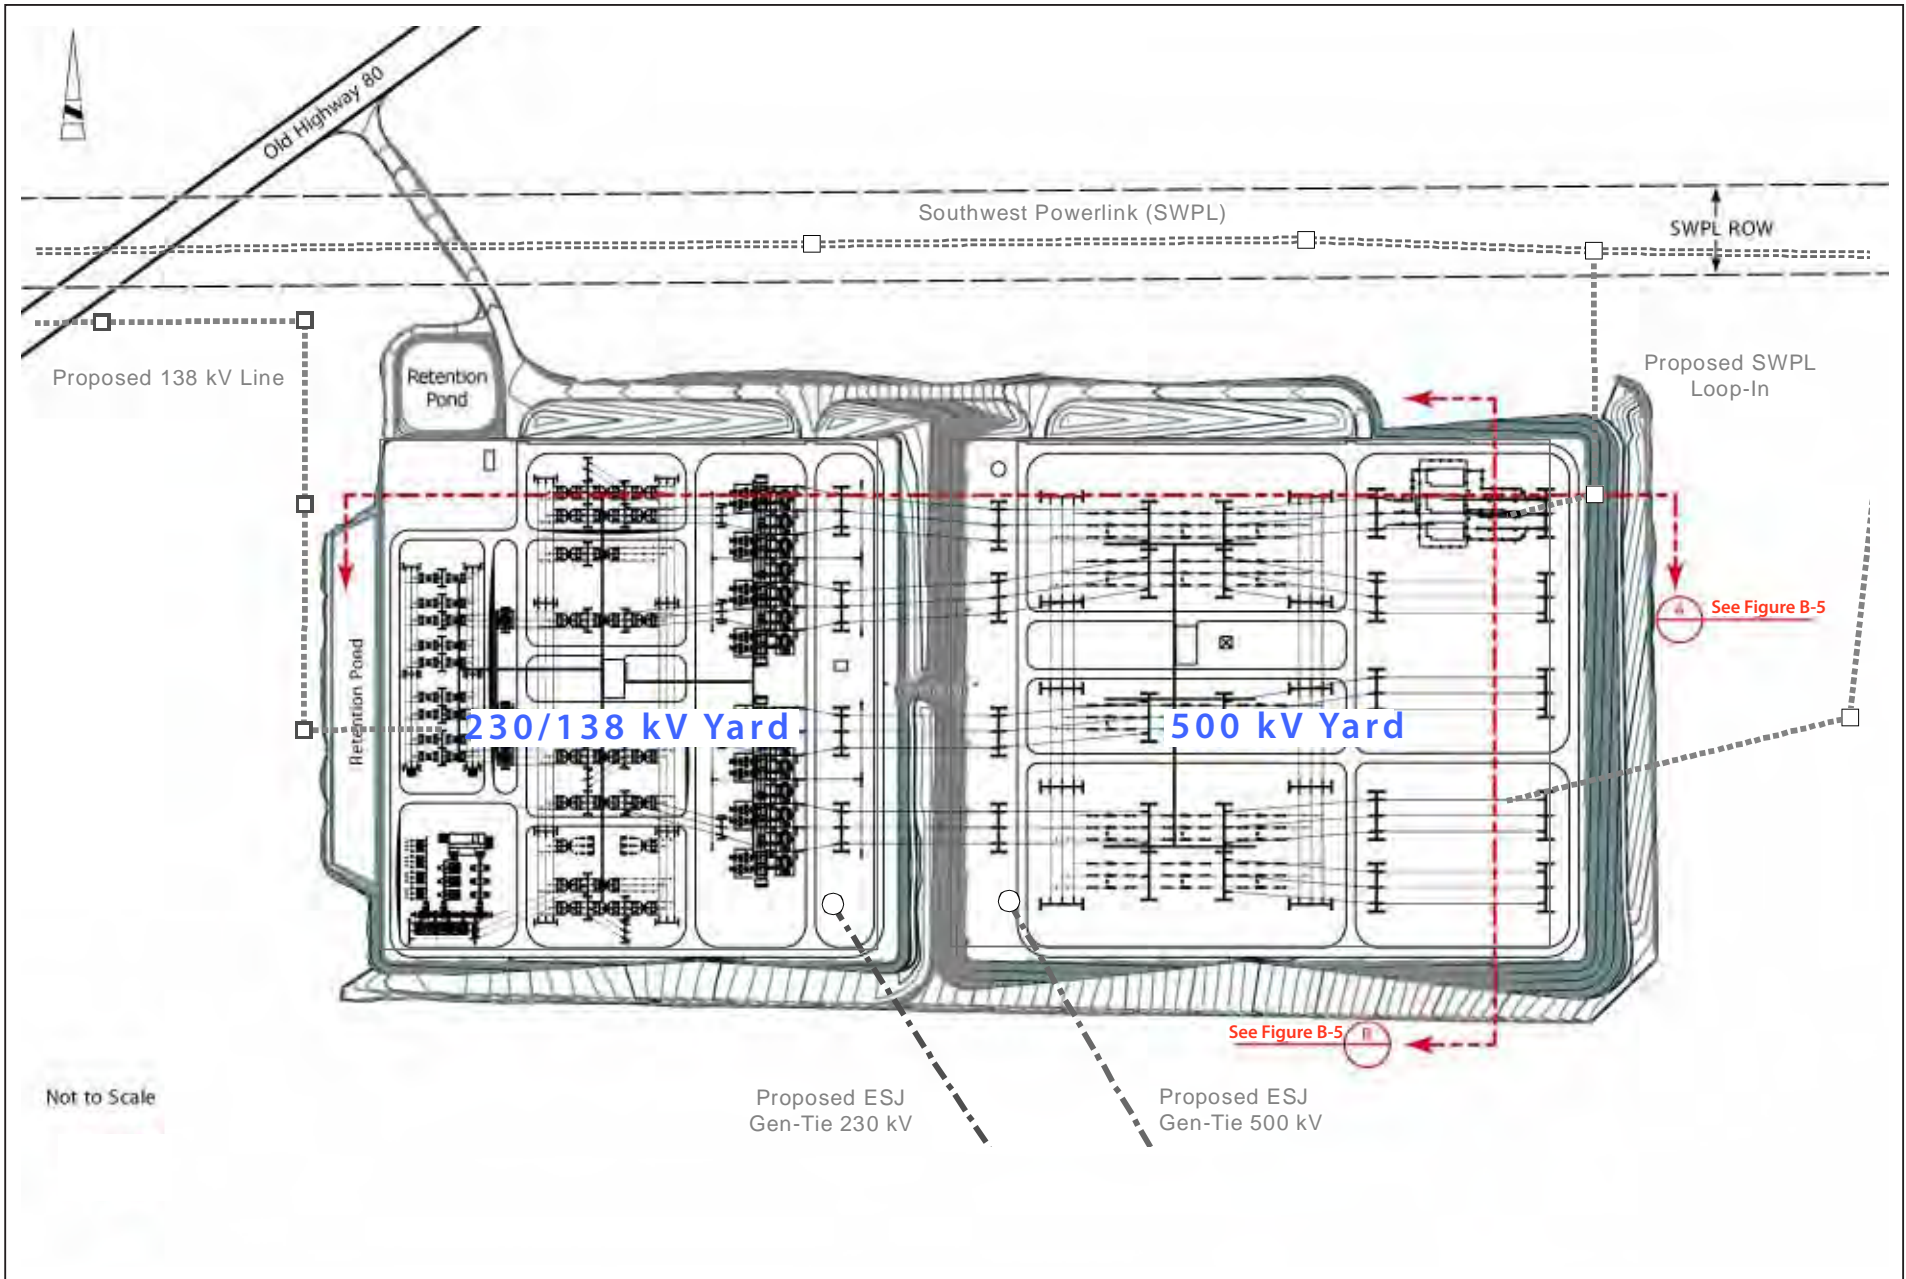 Old Highway 80
Southwest Powerlink (SWPL)
SWPL ROW
Proposed 138 kV Line
Retention
Pond
Proposed SWPL
Loop-In
A
See Figure B-5
Retention Pond
230/138 kV Yard
500 kV Yard
See Figure B-5
B
Proposed ESJ
Gen-Tie 230 kV
Proposed ESJ
Gen-Tie 500 kV
Not to Scale